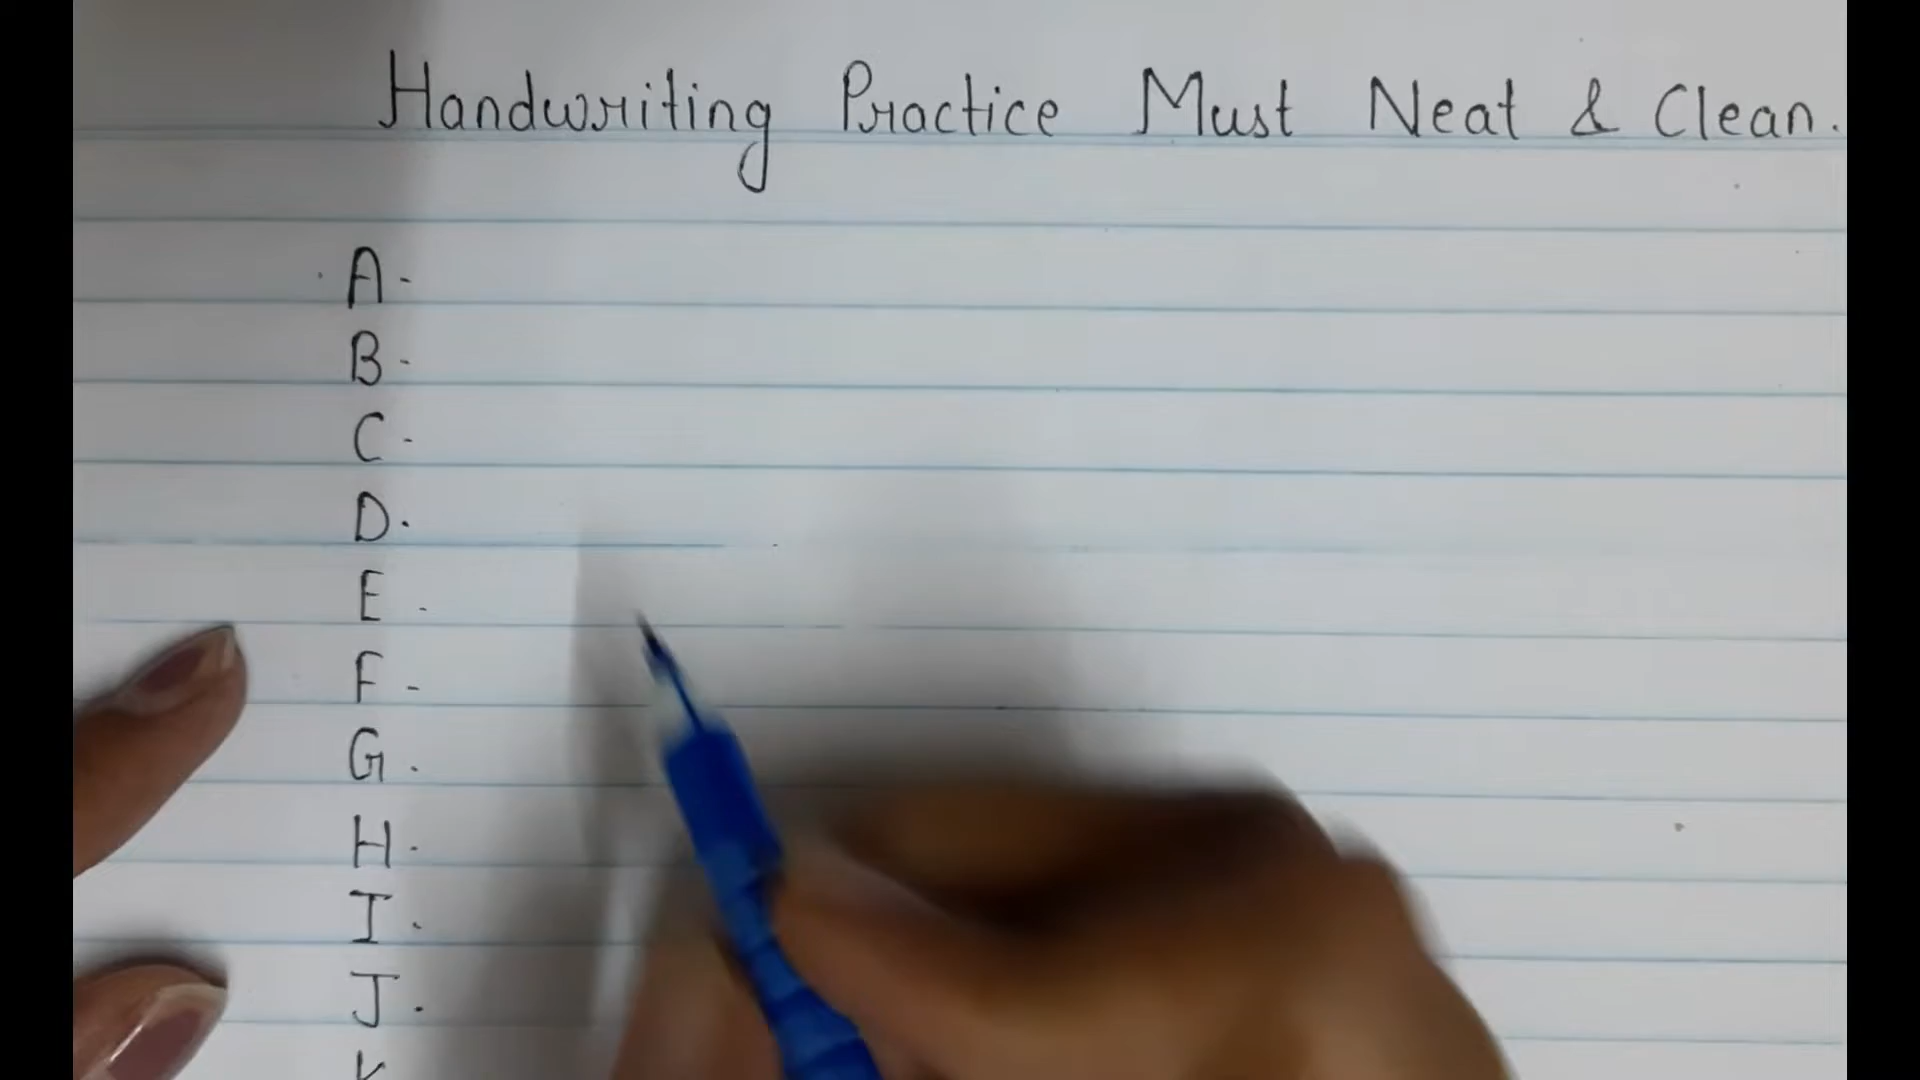 Handwriting Practice Must Neat & Clean.
A-
B-
C-
D.
E-
F-
G.
H.
I.
J.
K